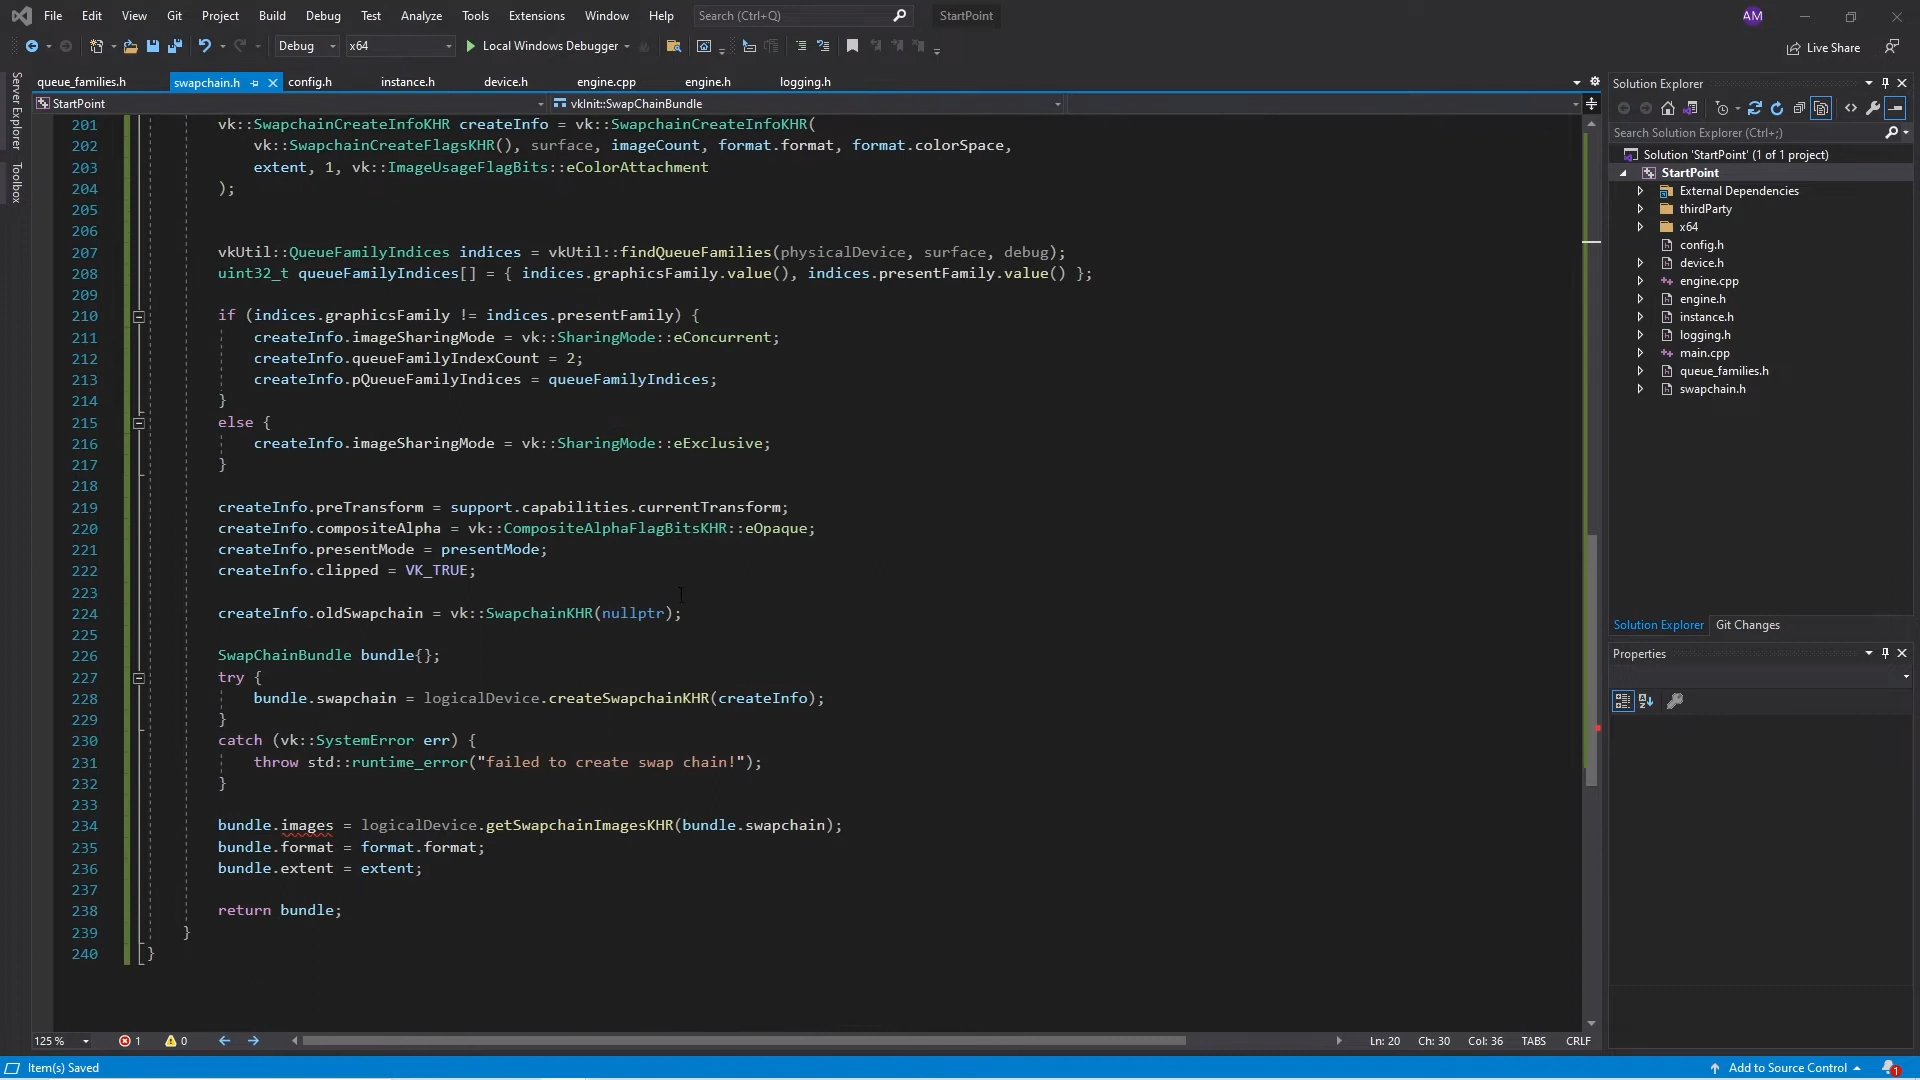 File Edit View Git Project Build Debug Test Analyze Tools Extensions Window Help Search (Ctrl+Q) StartPoint AM
Debug x64 Local Windows Debugger Live Share
queue_families.h swapchain.h config.h instance.h device.h engine.cpp engine.h logging.h
StartPoint vkInit::SwapChainBundle
Server Explorer
Toolbox
201 vk::SwapchainCreateInfoKHR createInfo = vk::SwapchainCreateInfoKHR(
202 vk::SwapchainCreateFlagsKHR(), surface, imageCount, format.format, format.colorSpace,
203 extent, 1, vk::ImageUsageFlagBits::eColorAttachment
204 );
205
206
207 vkUtil::QueueFamilyIndices indices = vkUtil::findQueueFamilies(physicalDevice, surface, debug);
208 uint32_t queueFamilyIndices[] = { indices.graphicsFamily.value(), indices.presentFamily.value() };
209
210 if (indices.graphicsFamily != indices.presentFamily) {
211 createInfo.imageSharingMode = vk::SharingMode::eConcurrent;
212 createInfo.queueFamilyIndexCount = 2;
213 createInfo.pQueueFamilyIndices = queueFamilyIndices;
214 }
215 else {
216 createInfo.imageSharingMode = vk::SharingMode::eExclusive;
217 }
218
219 createInfo.preTransform = support.capabilities.currentTransform;
220 createInfo.compositeAlpha = vk::CompositeAlphaFlagBitsKHR::eOpaque;
221 createInfo.presentMode = presentMode;
222 createInfo.clipped = VK_TRUE;
223
224 createInfo.oldSwapchain = vk::SwapchainKHR(nullptr);
225
226 SwapChainBundle bundle{};
227 try {
228 bundle.swapchain = logicalDevice.createSwapchainKHR(createInfo);
229 }
230 catch (vk::SystemError err) {
231 throw std::runtime_error("failed to create swap chain!");
232 }
233
234 bundle.images = logicalDevice.getSwapchainImagesKHR(bundle.swapchain);
235 bundle.format = format.format;
236 bundle.extent = extent;
237
238 return bundle;
239 }
240 }
125 % 1 0 Ln: 20 Ch: 30 Col: 36 TABS CRLF
Solution Explorer
Search Solution Explorer (Ctrl+;)
Solution 'StartPoint' (1 of 1 project)
StartPoint
External Dependencies
thirdParty
x64
config.h
device.h
engine.cpp
engine.h
instance.h
logging.h
main.cpp
queue_families.h
swapchain.h
Solution Explorer Git Changes
Properties
Item(s) Saved Add to Source Control 1